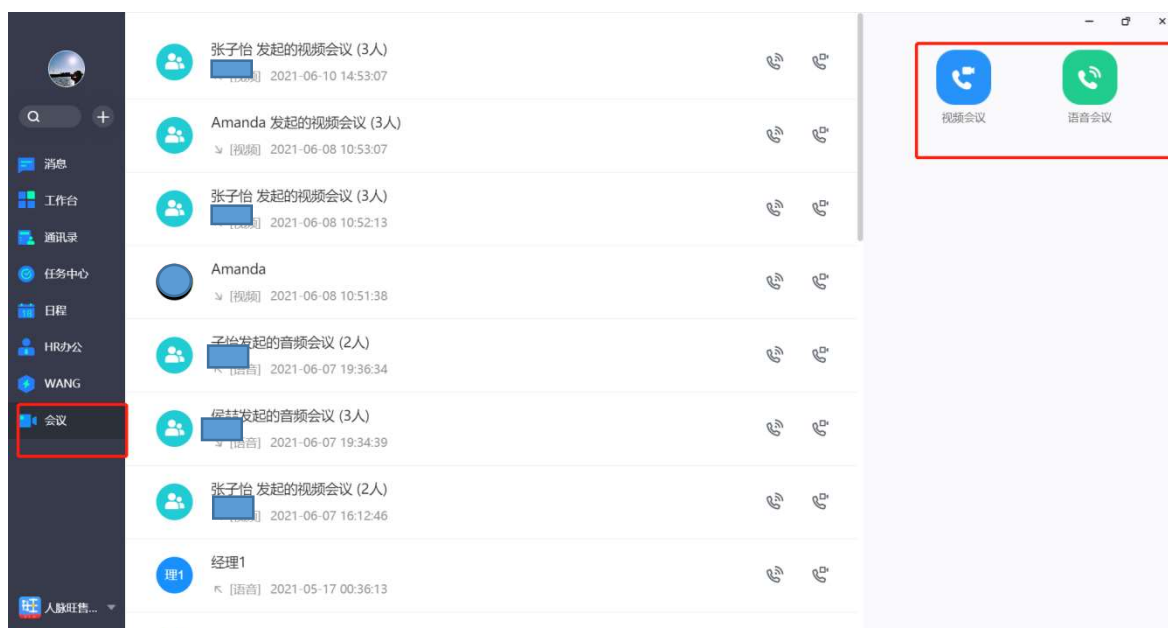 消息
工作台
通讯录
任务中心
日程
HR办公
WANG
会议
人脉旺售...
张子怡 发起的视频会议 (3人)
2021-06-10 14:53:07
Amanda 发起的视频会议 (3人)
[视频] 2021-06-08 10:53:07
张子怡 发起的视频会议 (3人)
2021-06-08 10:52:13
Amanda
[视频] 2021-06-08 10:51:38
子怡发起的音频会议 (2人)
[语音] 2021-06-07 19:36:34
侯喆发起的音频会议 (3人)
[语音] 2021-06-07 19:34:39
张子怡 发起的视频会议 (2人)
2021-06-07 16:12:46
理1
经理1
[语音] 2021-05-17 00:36:13
视频会议
语音会议